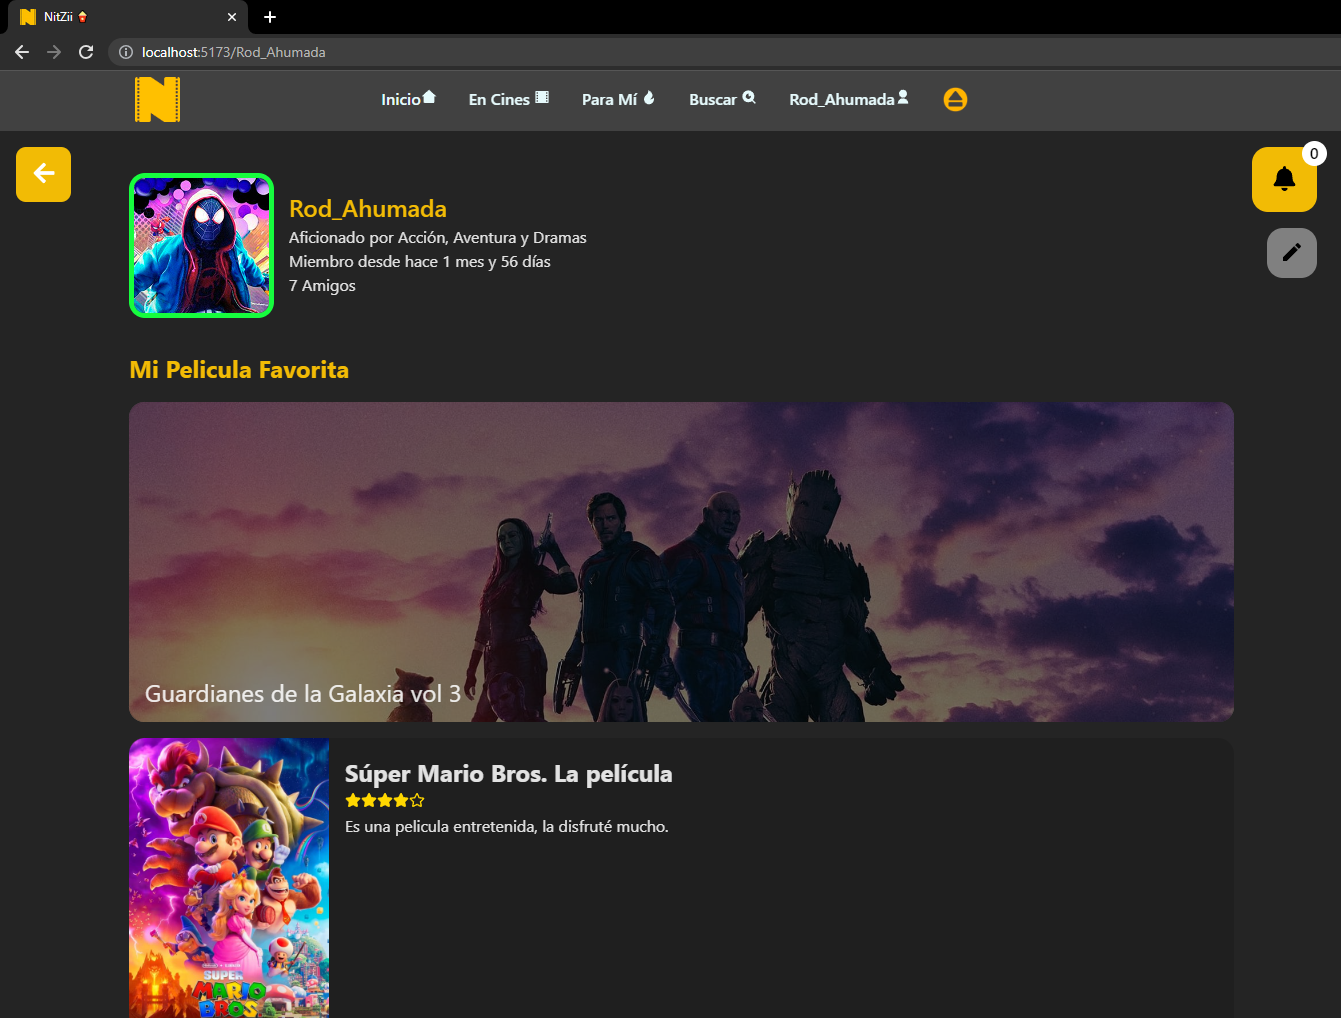 NitZii
localhost:5173/Rod_Ahumada
N
Inicio
En Cines
Para Mí
Buscar
Rod_Ahumada
0
Rod_Ahumada
Aficionado por Acción, Aventura y Dramas
Miembro desde hace 1 mes y 56 días
7 Amigos
Mi Pelicula Favorita
Guardianes de la Galaxia vol 3
Súper Mario Bros. La película
Es una pelicula entretenida, la disfruté mucho.
SUPER
MARIO
BROS